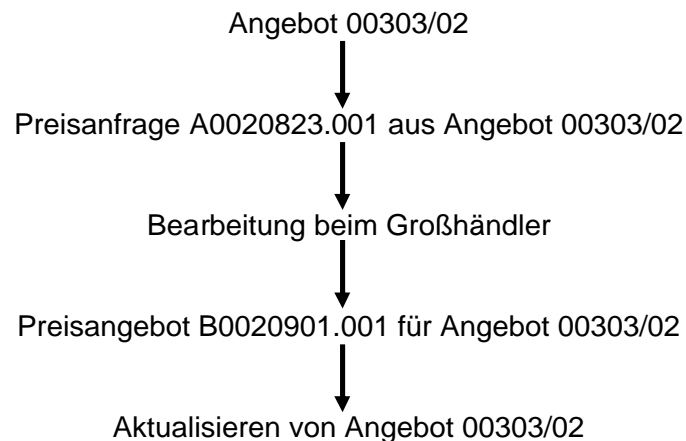 Angebot 00303/02
Preisanfrage A0020823.001 aus Angebot 00303/02
Bearbeitung beim Großhändler
Preisangebot B0020901.001 für Angebot 00303/02
Aktualisieren von Angebot 00303/02